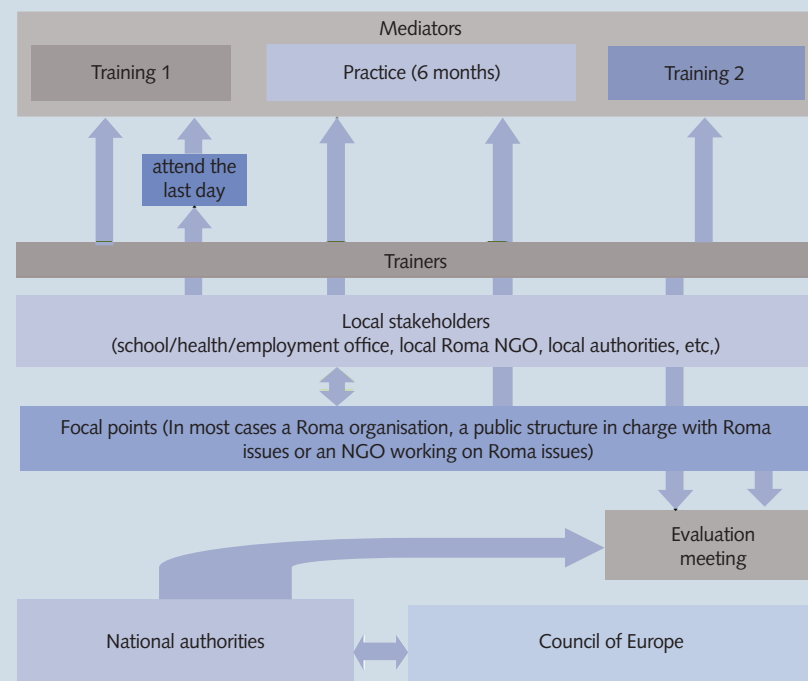 Mediators
Training 1
Practice (6 months)
Training 2
attend the
last day
Trainers
Local stakeholders
(school/health/employment office, local Roma NGO, local authorities, etc,)
Focal points (In most cases a Roma organisation, a public structure in charge with Roma
issues or an NGO working on Roma issues)
Evaluation
meeting
National authorities
Council of Europe